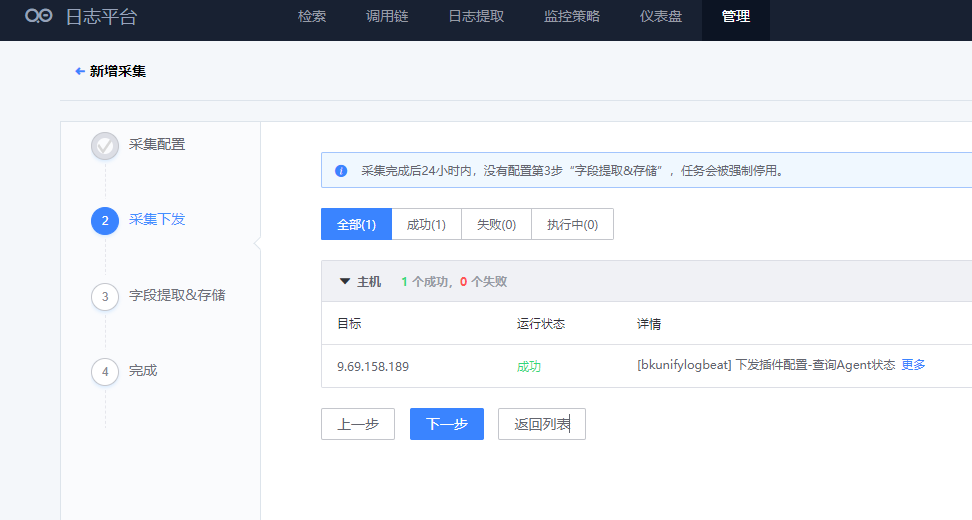 日志平台 检索 调用链 日志提取 监控策略 仪表盘 管理
新增采集
采集配置
2 采集下发
3 字段提取&存储
4 完成
采集完成后24小时内，没有配置第3步“字段提取&存储”，任务会被强制停用。
全部(1) 成功(1) 失败(0) 执行中(0)
主机 1 个成功，0 个失败
目标 运行状态 详情
9.69.158.189 成功 [bkunifylogbeat] 下发插件配置-查询Agent状态 更多
上一步 下一步 返回列表